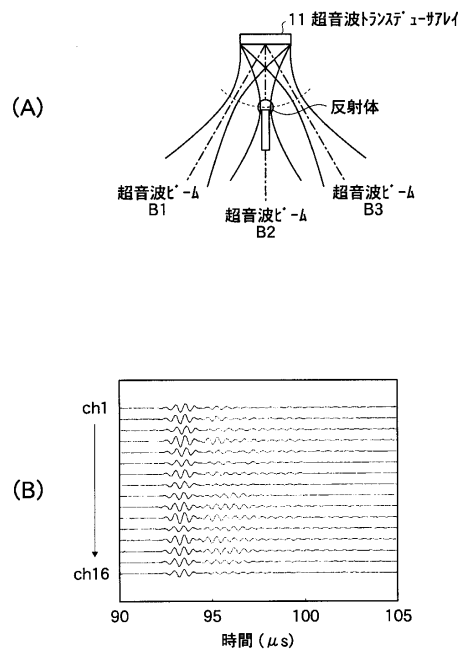 11 超音波トランスデューサアレイ
(A)
反射体
超音波ビーム
B1
超音波ビーム
B2
超音波ビーム
B3
(B)
ch1
ch16
90
95
100
105
時間 (μs)